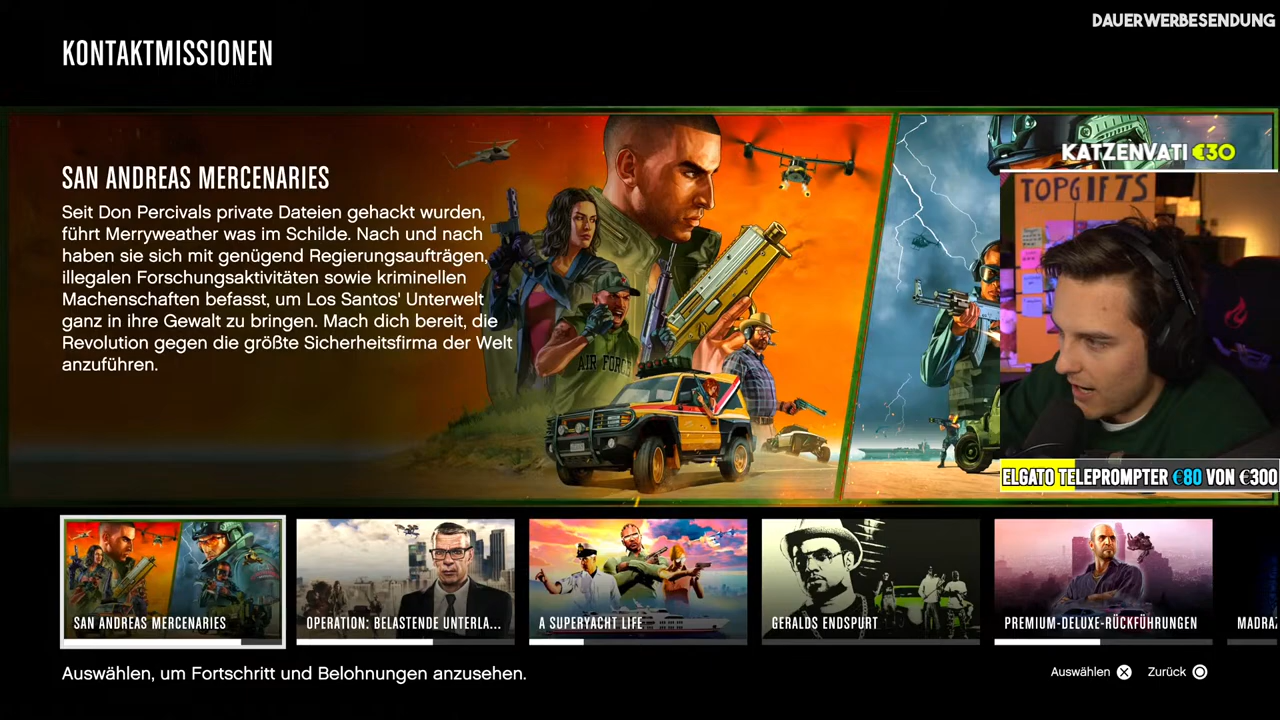 DAUERWERBESENDUNG
KONTAKTMISSIONEN
SAN ANDREAS MERCENARIES
Seit Don Percivals private Dateien gehackt wurden,
führt Merryweather was im Schilde. Nach und nach
haben sie sich mit genügend Regierungsaufträgen,
illegalen Forschungsaktivitäten sowie kriminellen
Machenschaften befasst, um Los Santos' Unterwelt
ganz in ihre Gewalt zu bringen. Mach dich bereit, die
Revolution gegen die größte Sicherheitsfirma der Welt
anzuführen.
AIR FORCE
KATZENVATI €30
TOPGIFTS
ELGATO TELEPROMPTER €80 VON €300
SAN ANDREAS MERCENARIES
OPERATION: BELASTENDE UNTERLA...
A SUPERYACHT LIFE
GERALDS ENDSPURT
PREMIUM-DELUXE-RÜCKFÜHRUNGEN
MADRA
Auswählen, um Fortschritt und Belohnungen anzusehen.
Auswählen
Zurück